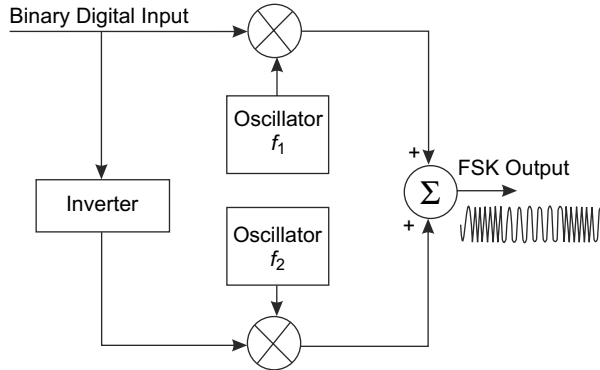 Binary Digital Input
Oscillator
f1
+
FSK Output
Σ
Inverter
+
Oscillator
f2